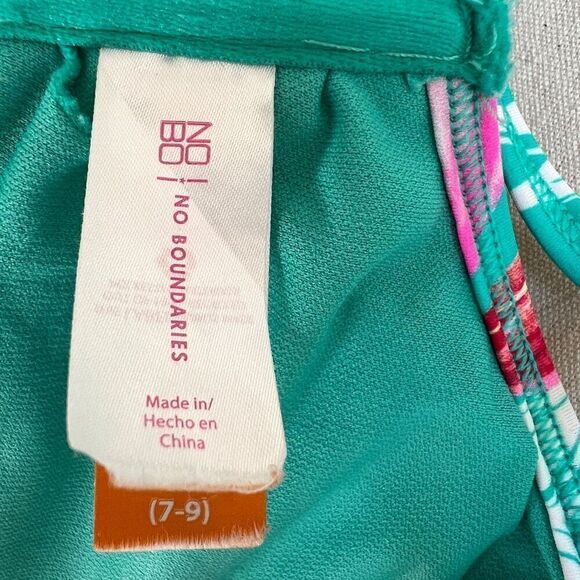 NO
BO
NO BOUNDARIES
Made in/
Hecho en
China
(7-9)